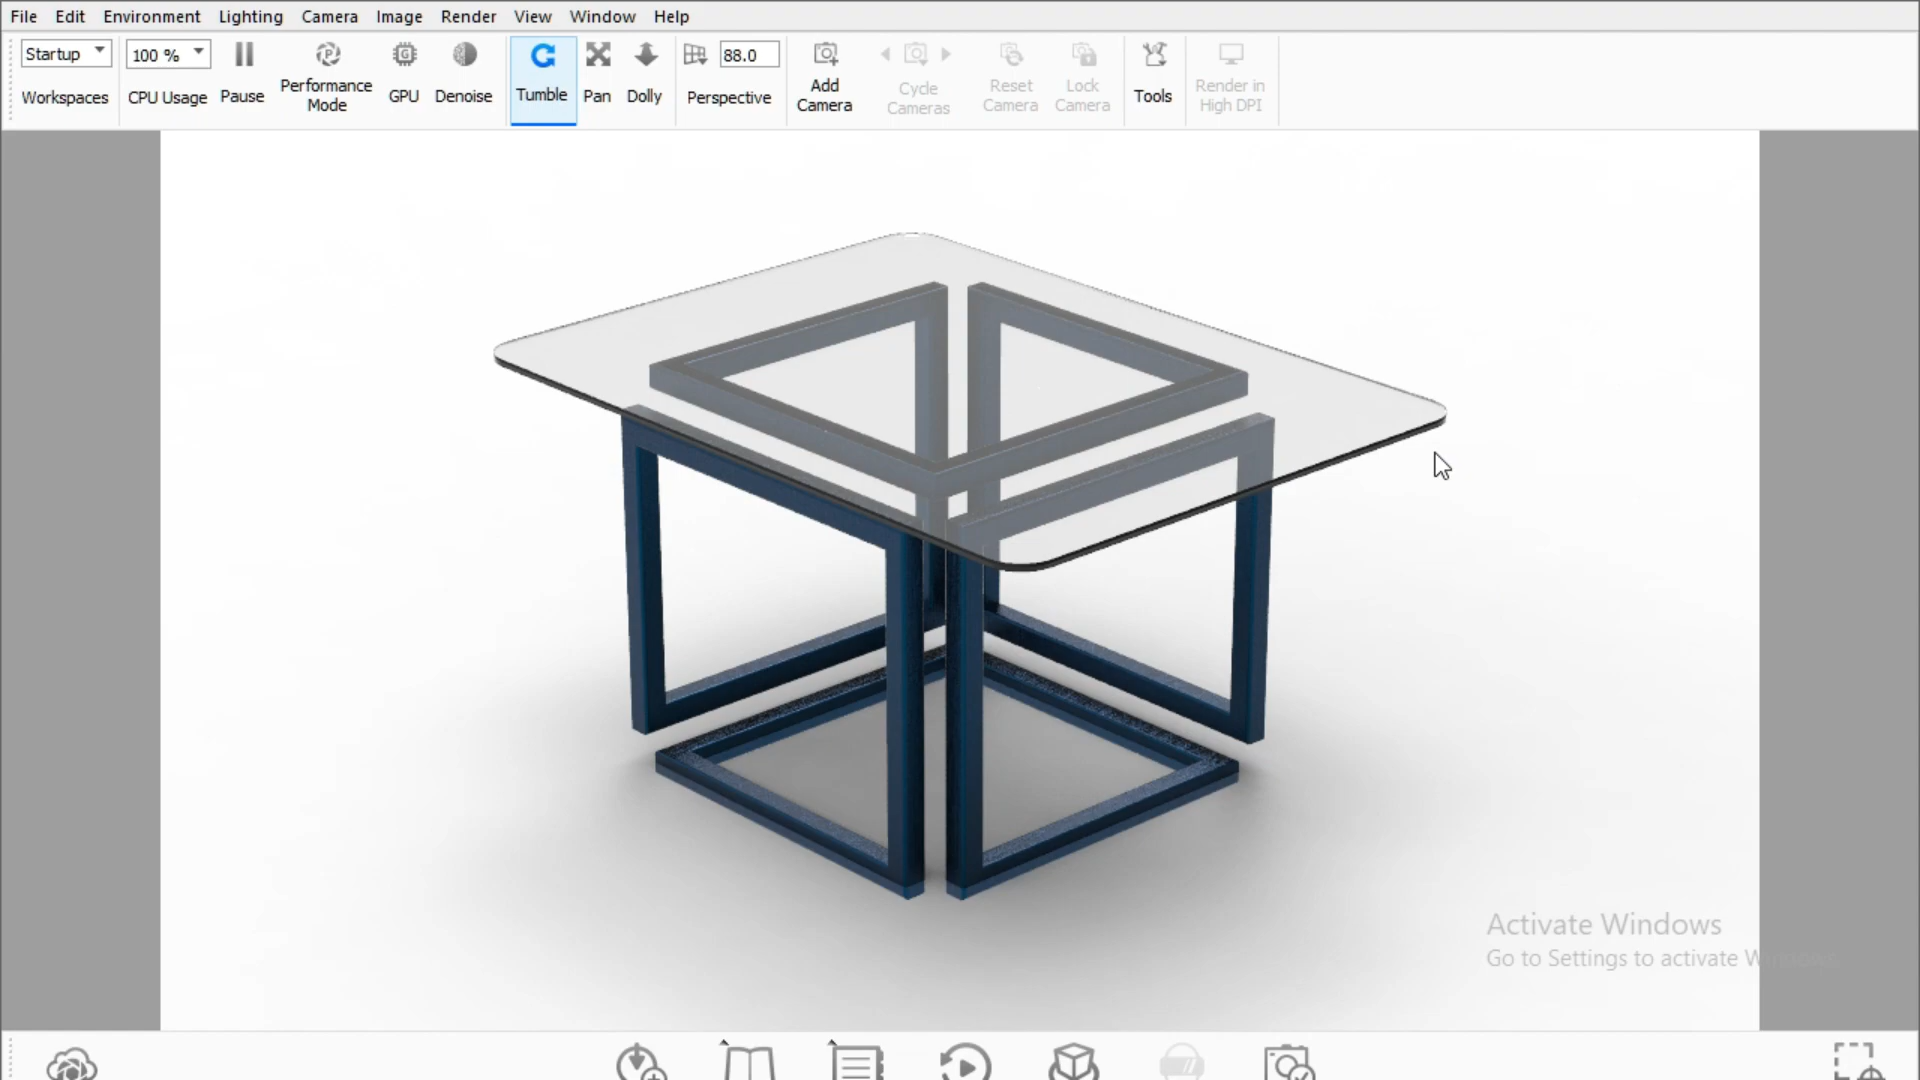 File Edit Environment Lighting Camera Image Render View Window Help
Startup 100 % P G 88.0
Workspaces CPU Usage Pause Performance Mode GPU Denoise Tumble Pan Dolly Perspective Add Camera Cycle Cameras Reset Camera Lock Camera Tools Render in High DPI
Activate Windows
Go to Settings to activate